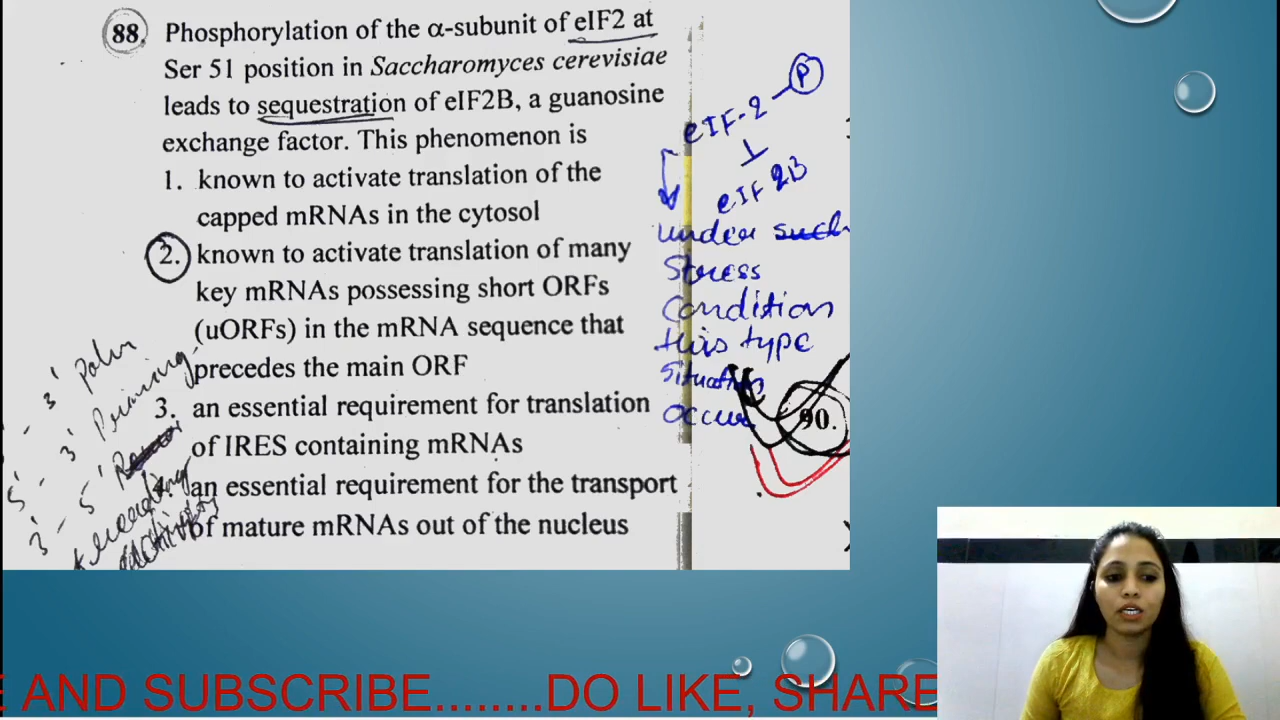 88. Phosphorylation of the α-subunit of eIF2 at
Ser 51 position in Saccharomyces cerevisiae
leads to sequestration of eIF2B, a guanosine
exchange factor. This phenomenon is
1. known to activate translation of the
capped mRNAs in the cytosol
2. known to activate translation of many
key mRNAs possessing short ORFs
(uORFs) in the mRNA sequence that
precedes the main ORF
3. an essential requirement for translation
of IRES containing mRNAs
4. an essential requirement for the transport
of mature mRNAs out of the nucleus
eIF-2 - P
eIF 2B
under such
Stress
Condition
this type
Situation
occur
90.
5' - 3' Poly
5' - 3' Priming
3' - 5'
activity
E AND SUBSCRIBE........DO LIKE, SHARE